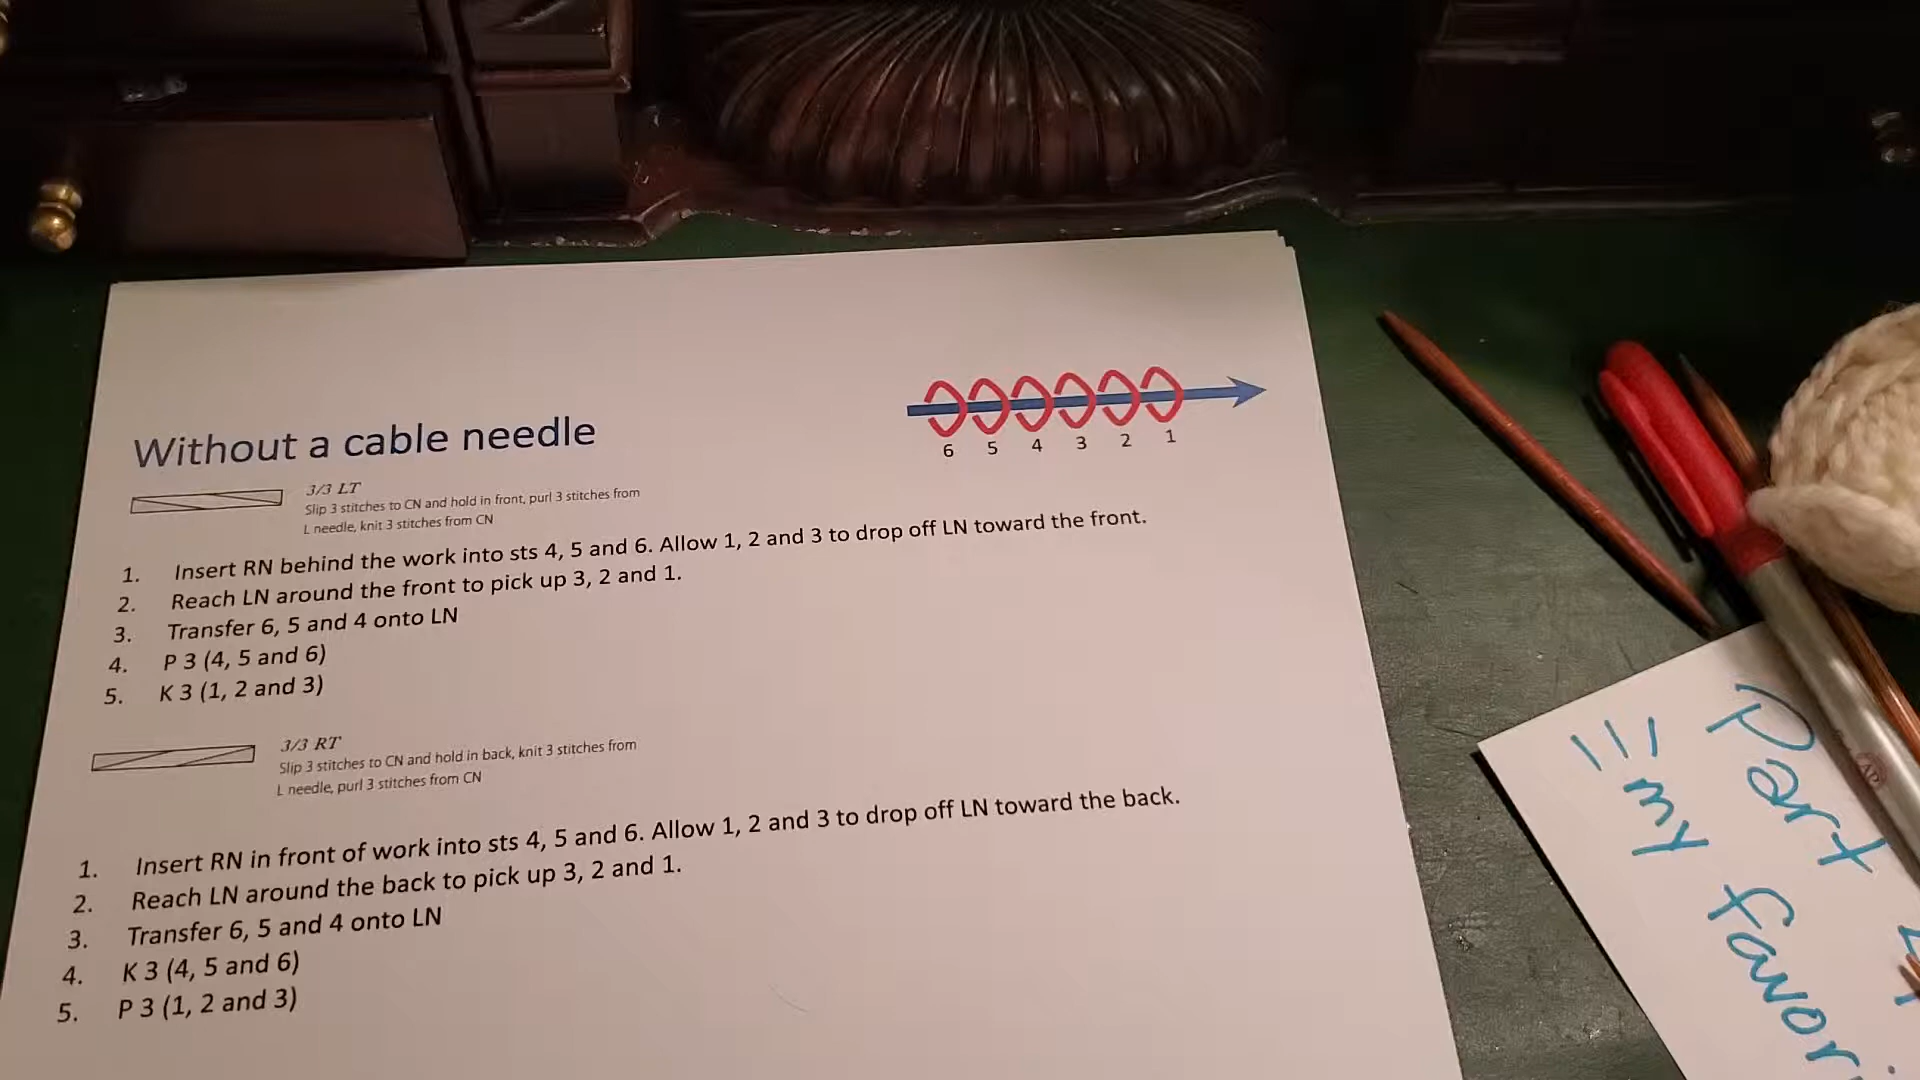 Without a cable needle
6 5 4 3 2 1
3/3 LT
Slip 3 stitches to CN and hold in front, purl 3 stitches from
L needle, knit 3 stitches from CN
1. Insert RN behind the work into sts 4, 5 and 6. Allow 1, 2 and 3 to drop off LN toward the front.
2. Reach LN around the front to pick up 3, 2 and 1.
3. Transfer 6, 5 and 4 onto LN
4. P 3 (4, 5 and 6)
5. K 3 (1, 2 and 3)
3/3 RT
Slip 3 stitches to CN and hold in back, knit 3 stitches from
L needle, purl 3 stitches from CN
1. Insert RN in front of work into sts 4, 5 and 6. Allow 1, 2 and 3 to drop off LN toward the back.
2. Reach LN around the back to pick up 3, 2 and 1.
3. Transfer 6, 5 and 4 onto LN
4. K 3 (4, 5 and 6)
5. P 3 (1, 2 and 3)
Part
my favori
AP